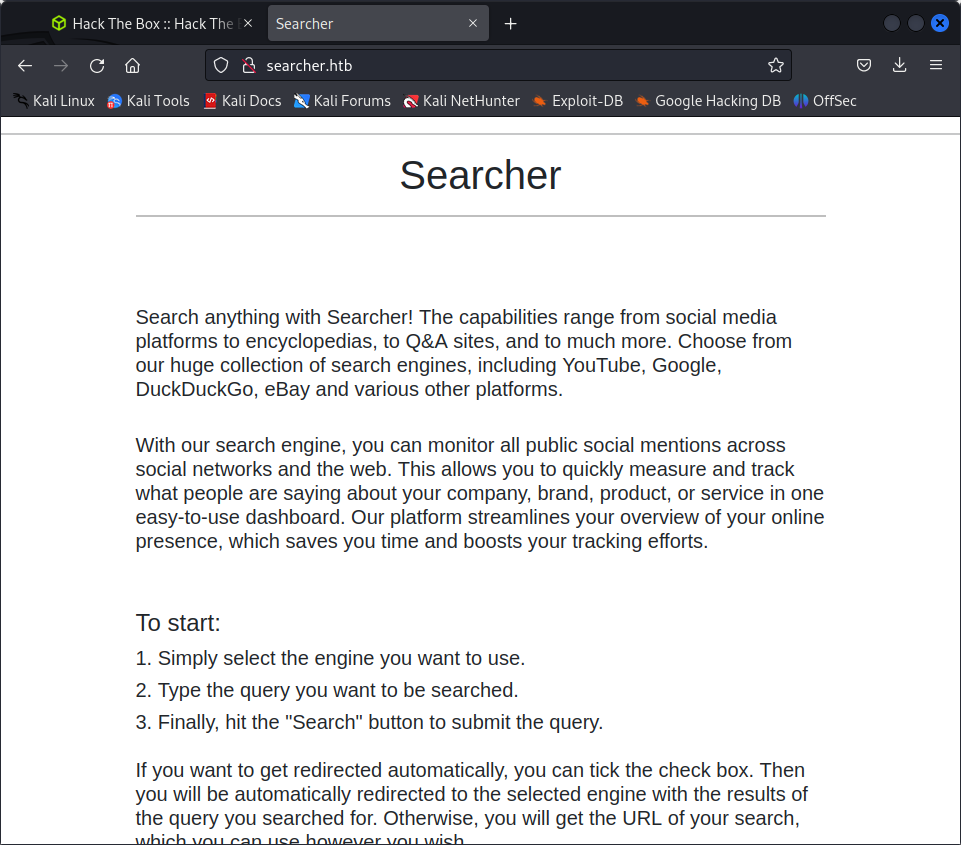 Hack The Box :: Hack The
Searcher
searcher.htb
Kali Linux Kali Tools Kali Docs Kali Forums Kali NetHunter Exploit-DB Google Hacking DB OffSec
Searcher
Search anything with Searcher! The capabilities range from social media
platforms to encyclopedias, to Q&A sites, and to much more. Choose from
our huge collection of search engines, including YouTube, Google,
DuckDuckGo, eBay and various other platforms.
With our search engine, you can monitor all public social mentions across
social networks and the web. This allows you to quickly measure and track
what people are saying about your company, brand, product, or service in one
easy-to-use dashboard. Our platform streamlines your overview of your online
presence, which saves you time and boosts your tracking efforts.
To start:
1. Simply select the engine you want to use.
2. Type the query you want to be searched.
3. Finally, hit the "Search" button to submit the query.
If you want to get redirected automatically, you can tick the check box. Then
you will be automatically redirected to the selected engine with the results of
the query you searched for. Otherwise, you will get the URL of your search,
which you can use however you wish